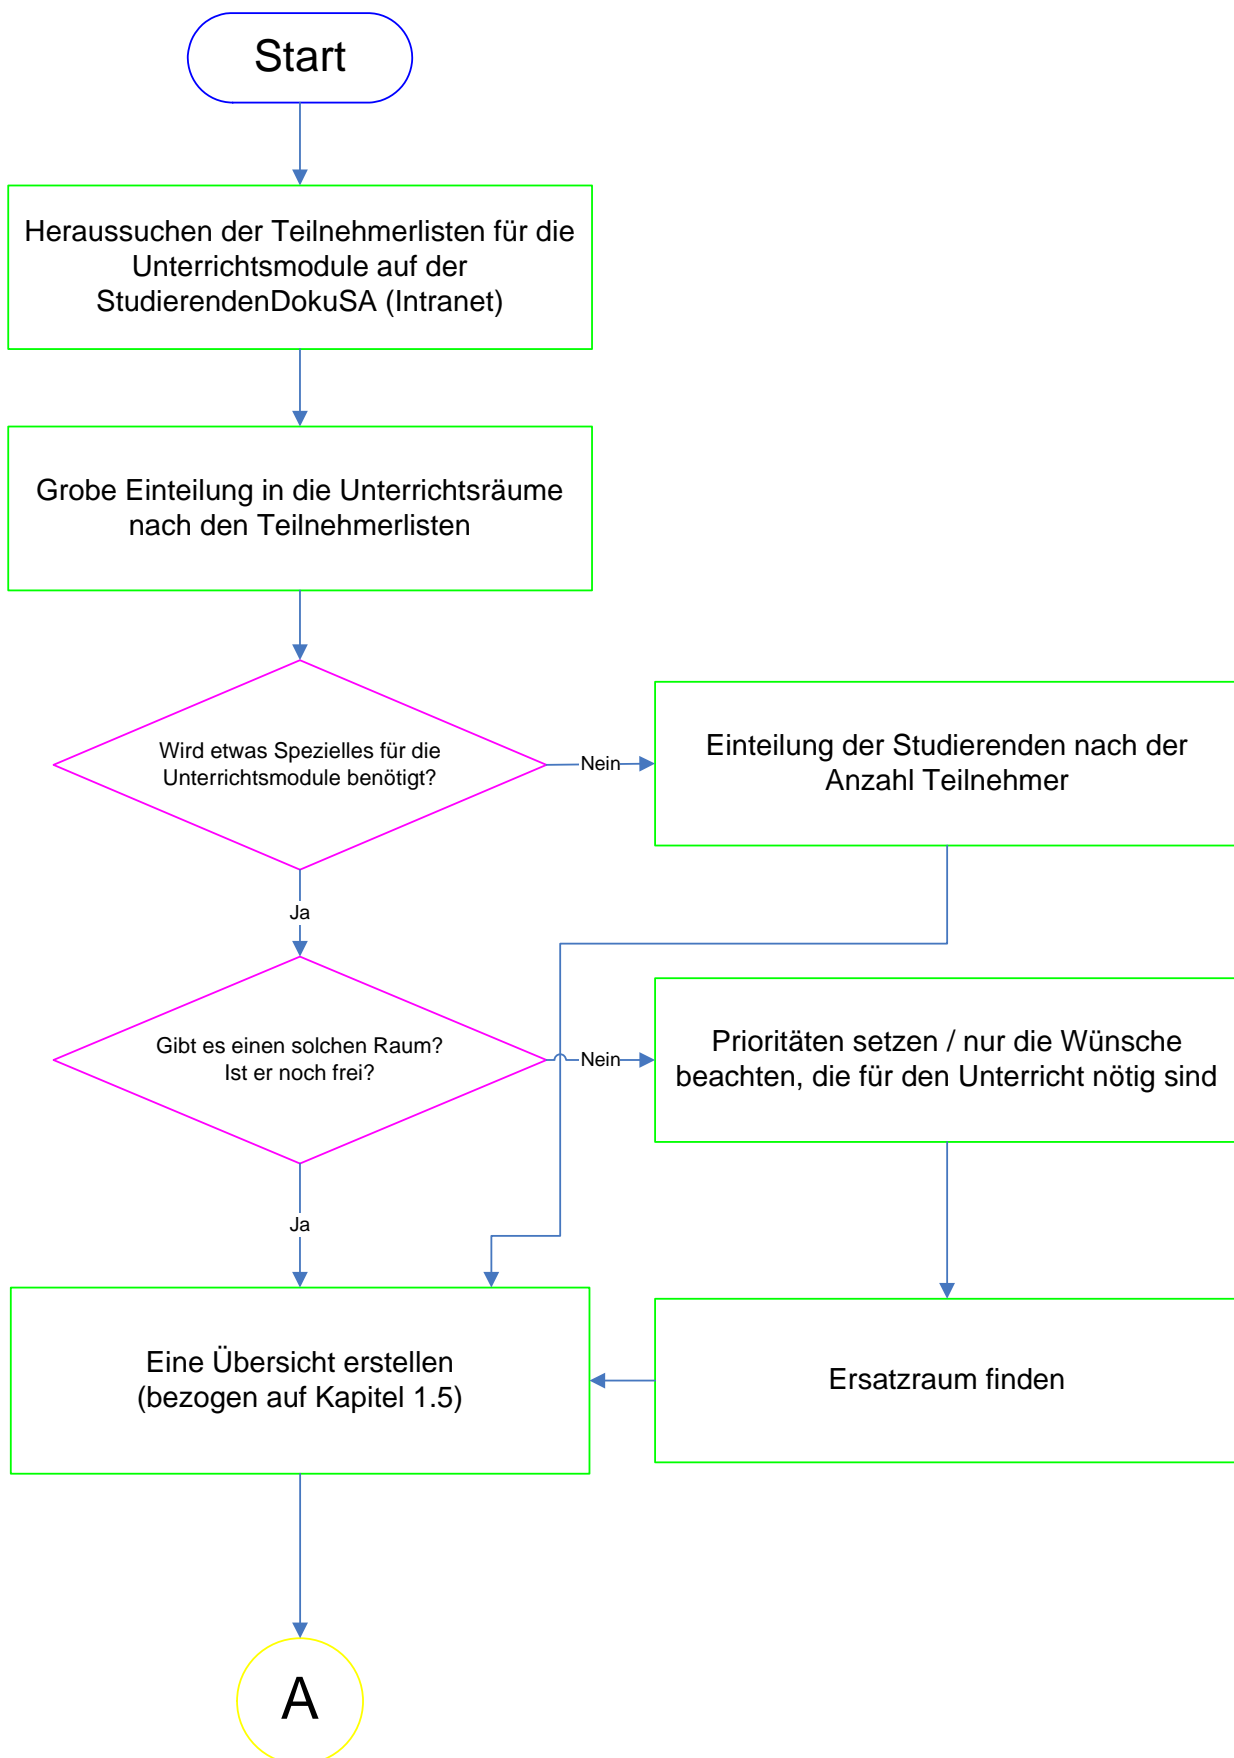 Start
Heraussuchen der Teilnehmerlisten für die
Unterrichtsmodule auf der
StudierendenDokuSA (Intranet)
Grobe Einteilung in die Unterrichtsräume
nach den Teilnehmerlisten
Wird etwas Spezielles für die
Unterrichtsmodule benötigt?
Nein
Einteilung der Studierenden nach der
Anzahl Teilnehmer
Ja
Gibt es einen solchen Raum?
Ist er noch frei?
Nein
Prioritäten setzen / nur die Wünsche
beachten, die für den Unterricht nötig sind
Ja
Eine Übersicht erstellen
(bezogen auf Kapitel 1.5)
Ersatzraum finden
A